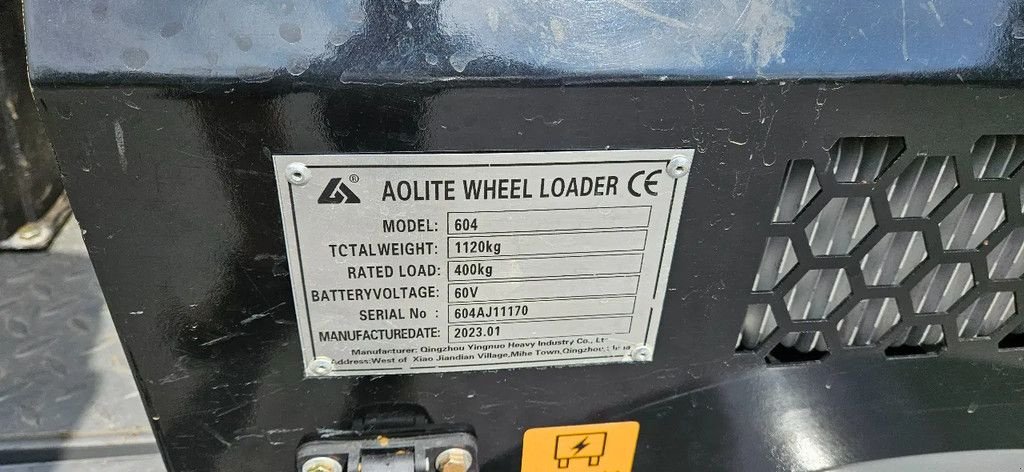 ® AOLITE WHEEL LOADER CE
MODEL: 604
TCTALWEIGHT: 1120kg
RATED LOAD: 400kg
BATTERYVOLTAGE: 60V
SERIAL No : 604AJ11170
MANUFACTUREDATE: 2023.01
Manufacturer: Qingzhou Yingnuo Heavy Industry Co.,
Address:West of Xiao Jiandian Village,Mihe Town,Qingzhou